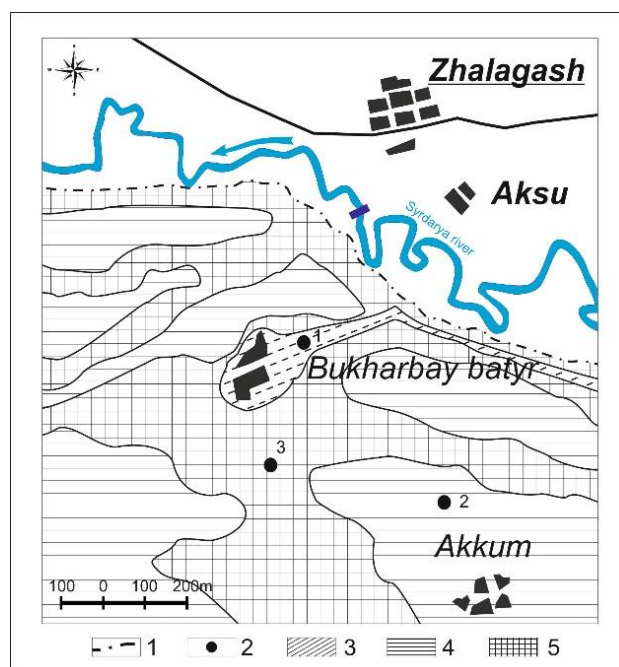 Zhalagash
Aksu
Syrdarya river
1
Bukharbay batyr
3
2
Akkum
100 0 100 200m
1 2 3 4 5